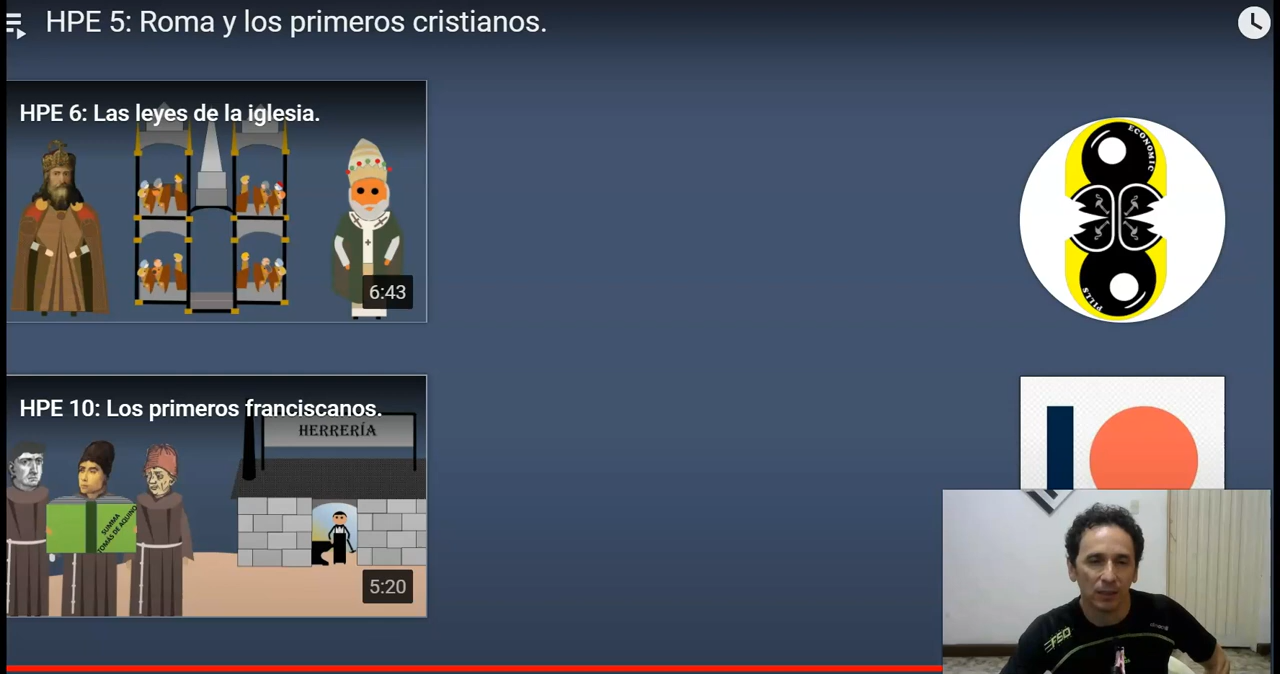 HPE 5: Roma y los primeros cristianos.
HPE 6: Las leyes de la iglesia.
6:43
ECONOMIC
PILLS
HPE 10: Los primeros franciscanos.
HERRERÍA
SUMMA
TOMÁS DE AQUINO
5:20
FSD